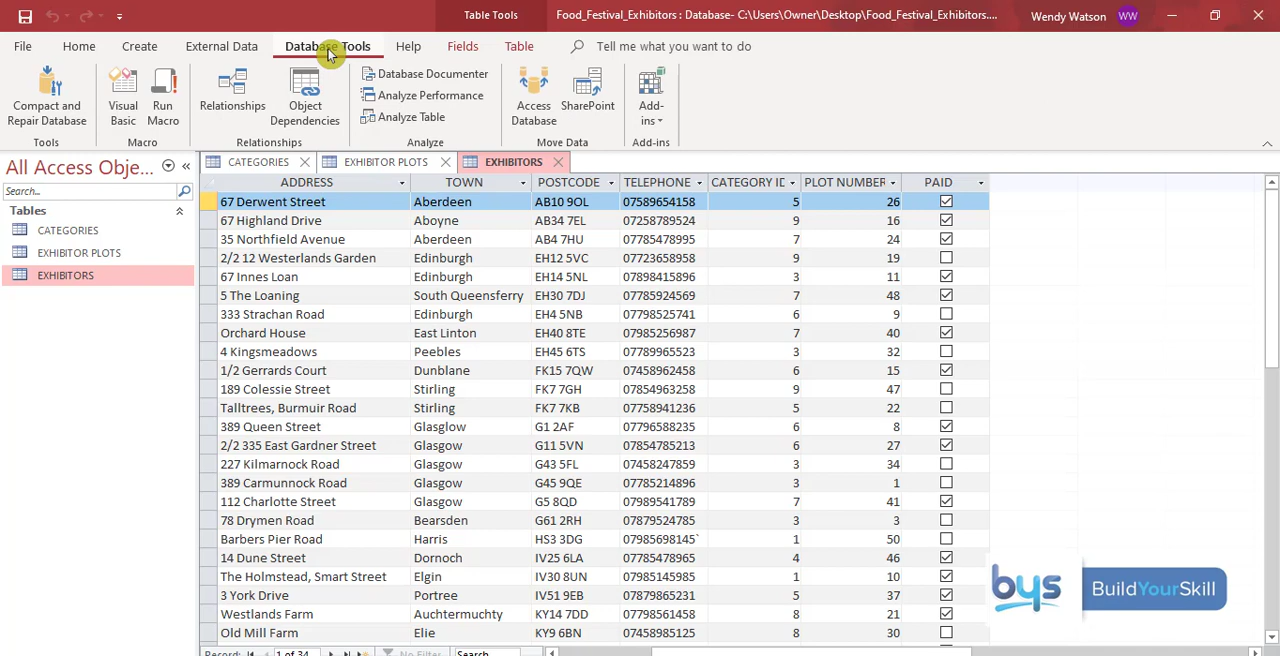 Table Tools Food_Festival_Exhibitors : Database- C:\Users\Owner\Desktop\Food_Festival_Exhibitors.... Wendy Watson WW
File Home Create External Data Database Tools Help Fields Table Tell me what you want to do
Compact and Repair Database
Visual Basic
Run Macro
Relationships
Object Dependencies
Database Documenter
Analyze Performance
Analyze Table
Access Database
SharePoint
Add-ins
Tools Macro Relationships Analyze Move Data Add-ins
All Access Obje...
Search...
Tables
CATEGORIES
EXHIBITOR PLOTS
EXHIBITORS
CATEGORIES EXHIBITOR PLOTS EXHIBITORS
ADDRESS TOWN POSTCODE TELEPHONE CATEGORY ID PLOT NUMBER PAID
67 Derwent Street Aberdeen AB10 9OL 07589654158 5 26
67 Highland Drive Aboyne AB34 7EL 07258789524 9 16
35 Northfield Avenue Aberdeen AB4 7HU 07785478995 7 24
2/2 12 Westerlands Garden Edinburgh EH12 5VC 07723658958 9 19
67 Innes Loan Edinburgh EH14 5NL 07898415896 3 11
5 The Loaning South Queensferry EH30 7DJ 07785924569 7 48
333 Strachan Road Edinburgh EH4 5NB 07798525741 6 9
Orchard House East Linton EH40 8TE 07985256987 7 40
4 Kingsmeadows Peebles EH45 6TS 07789965523 3 32
1/2 Gerrards Court Dunblane FK15 7QW 07458962458 6 15
189 Colessie Street Stirling FK7 7GH 07854963258 9 47
Talltrees, Burmuir Road Stirling FK7 7KB 07758941236 5 22
389 Queen Street Glasglow G1 2AF 07796588235 6 8
2/2 335 East Gardner Street Glasgow G11 5VN 07854785213 6 27
227 Kilmarnock Road Glasgow G43 5FL 07458247859 3 34
389 Carmunnock Road Glasgow G45 9QE 07785214896 3 1
112 Charlotte Street Glasgow G5 8QD 07989541789 7 41
78 Drymen Road Bearsden G61 2RH 07879524785 3 3
Barbers Pier Road Harris HS3 3DG 07985698145` 1 50
14 Dune Street Dornoch IV25 6LA 07785478965 4 46
The Holmstead, Smart Street Elgin IV30 8UN 07985145985 1 10
3 York Drive Portree IV51 9EB 07879865231 5 37
Westlands Farm Auchtermuchty KY14 7DD 07798561458 8 21
Old Mill Farm Elie KY9 6BN 07458985125 8 30
Record: 1 of 34 No Filter Search
bys BuildYourSkill